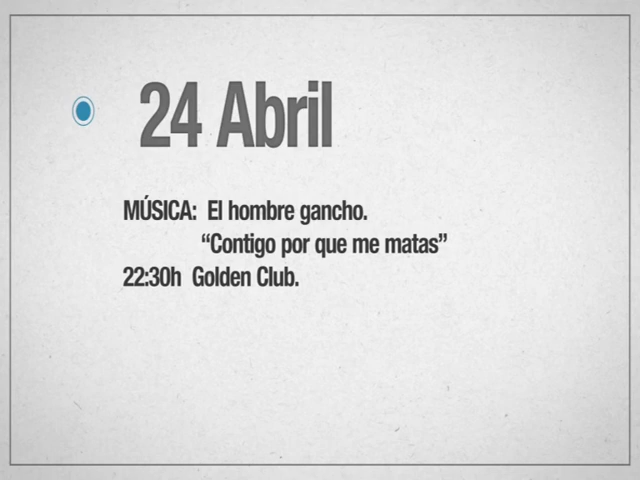 24 Abril
MÚSICA: El hombre gancho.
“Contigo por que me matas”
22:30h Golden Club.